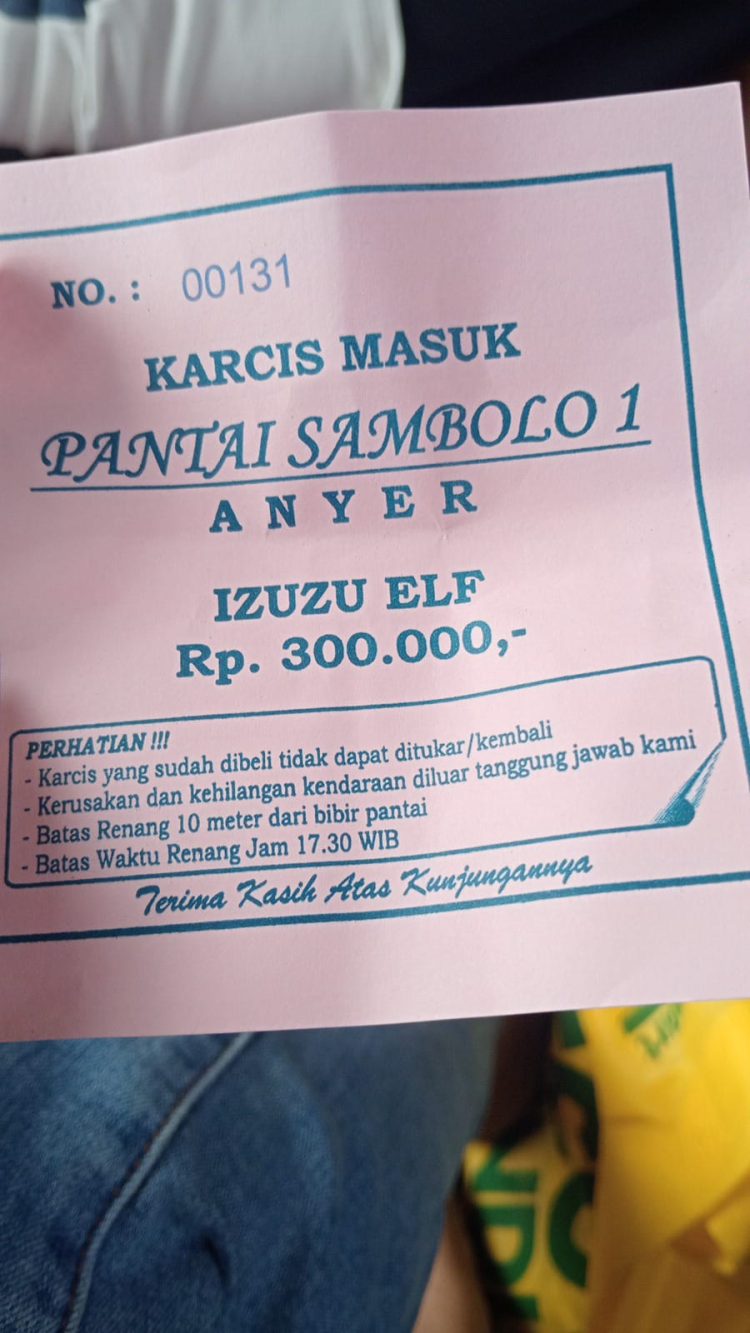 NO. : 00131
KARCIS MASUK
PANTAI SAMBOLO 1
ANYER
IZUZU ELF
Rp. 300.000,-
PERHATIAN !!!
- Karcis yang sudah dibeli tidak dapat ditukar/kembali
- Kerusakan dan kehilangan kendaraan diluar tanggung jawab kami
- Batas Renang 10 meter dari bibir pantai
- Batas Waktu Renang Jam 17.30 WIB
Terima Kasih Atas Kunjungannya